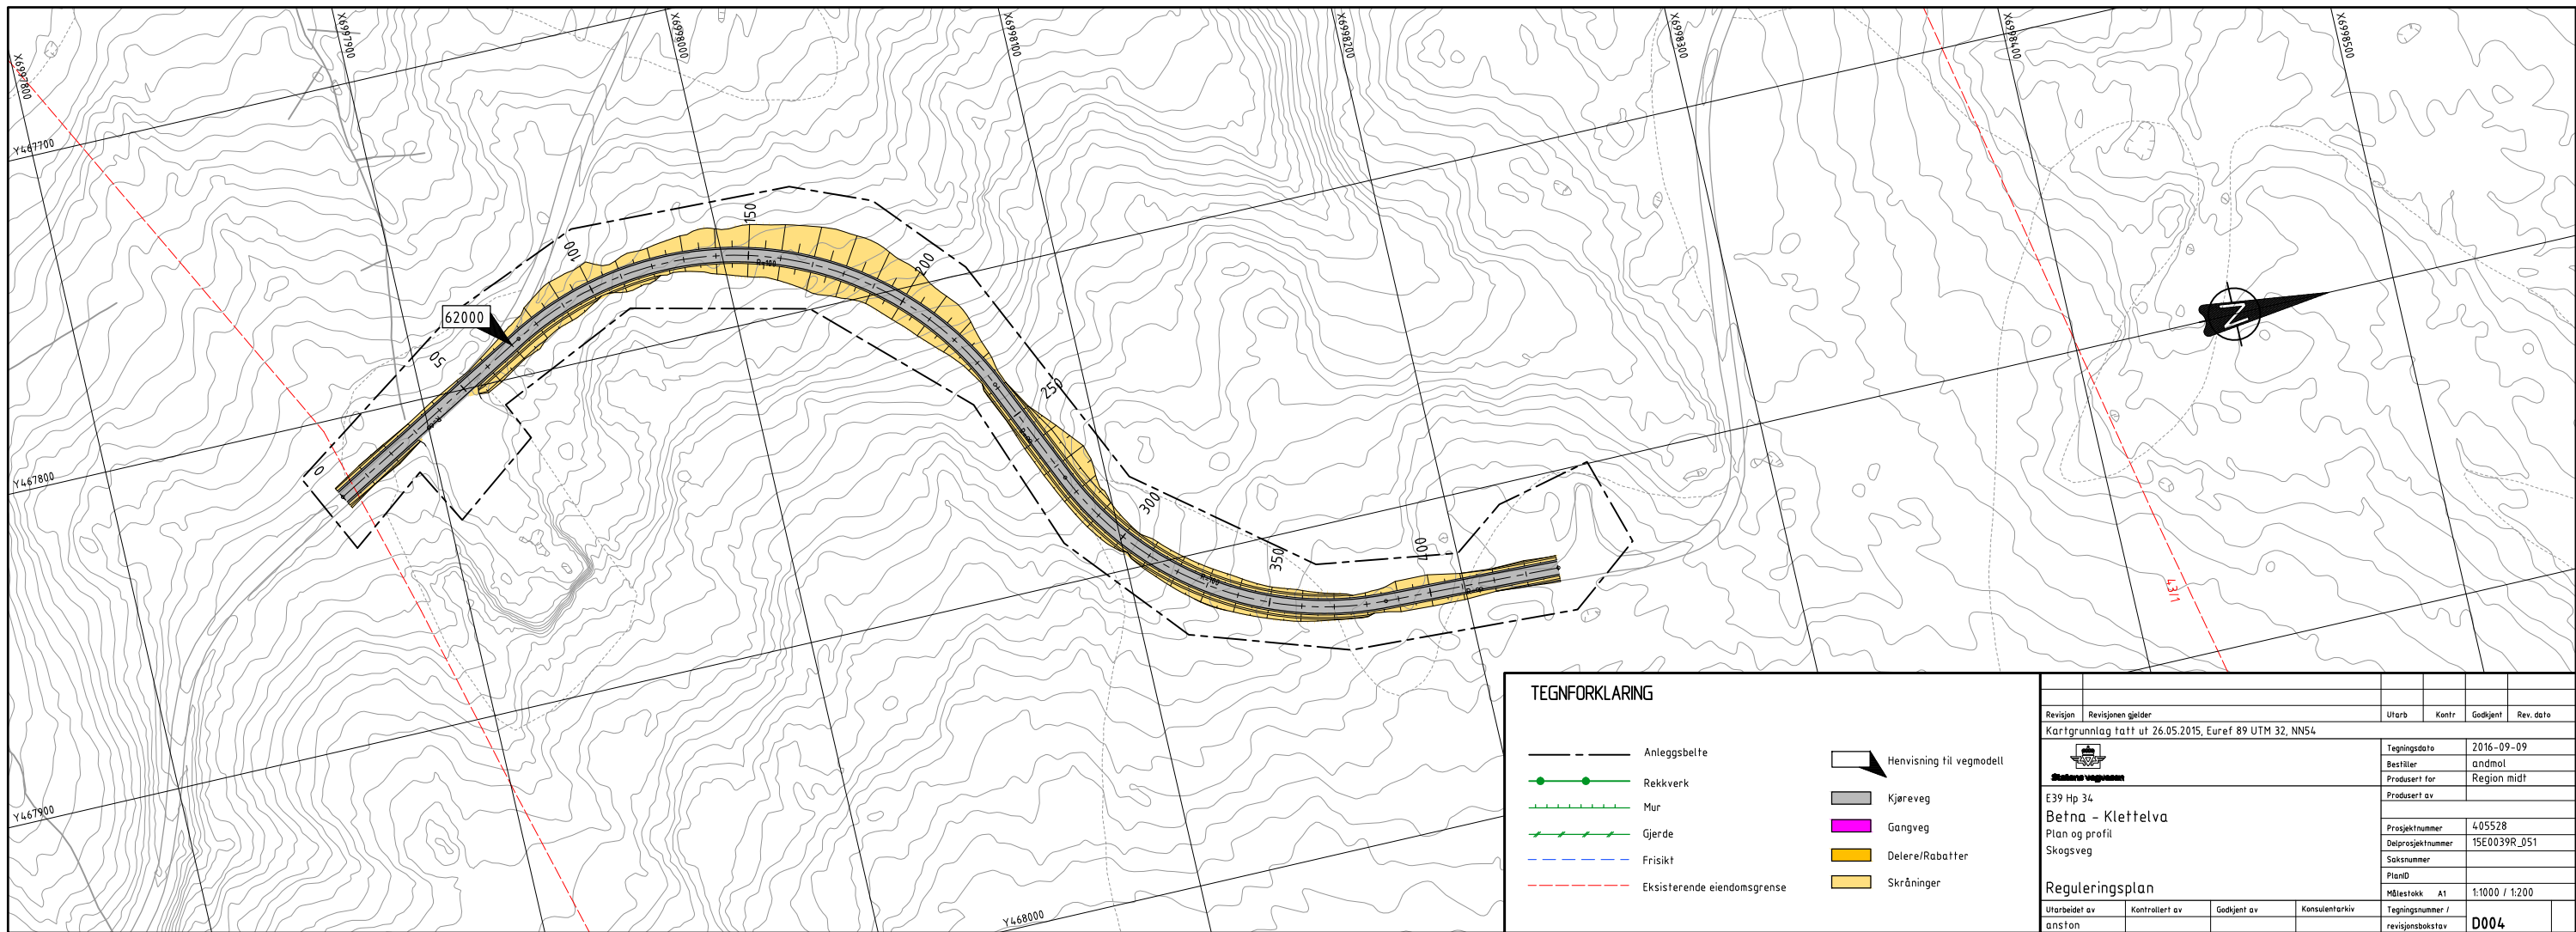 X6997800
X6997900
X6998000
X6998100
X6998200
X6998300
X6998400
X6998500
Y467700
Y467800
Y467900
Y468000
62000
0
50
100
150
200
250
300
350
400
R=100
43/1
N
TEGNFORKLARING
Anleggsbelte
Rekkverk
Mur
Gjerde
Frisikt
Eksisterende eiendomsgrense
Henvisning til vegmodell
Kjøreveg
Gangveg
Delere/Rabatter
Skråninger
Revisjon Revisjonen gjelder Utarb Kontr Godkjent Rev. dato
Kartgrunnlag tatt ut 26.05.2015, Euref 89 UTM 32, NN54
Statens vegvesen
Tegningsdato 2016-09-09
Bestiller andmol
Produsert for Region midt
Produsert av
E39 Hp 34
Betna - Klettelva
Plan og profil
Skogsveg
Reguleringsplan
Prosjektnummer 405528
Delprosjektnummer 15E0039R_051
Saksnummer
PlanID
Målestokk A1 1:1000 / 1:200
Utarbeidet av Kontrollert av Godkjent av Konsulentarkiv
anston
Tegningsnummer /
revisjonsbokstav D004